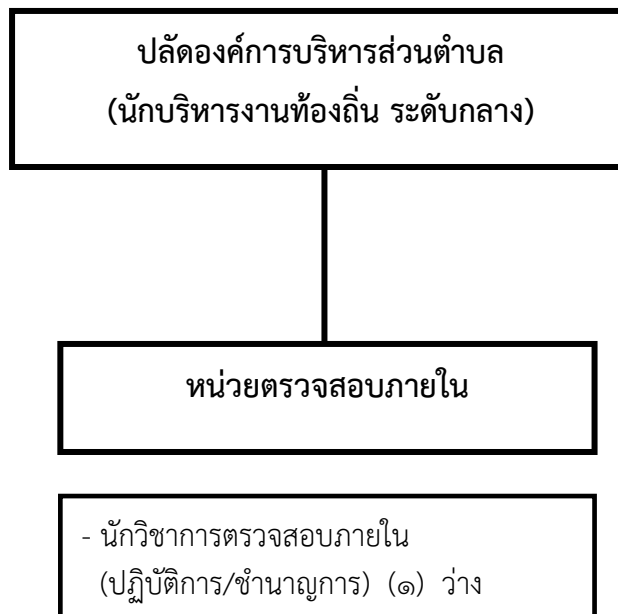 ปลัดองค์การบริหารส่วนตำบล
(นักบริหารงานท้องถิ่น ระดับกลาง)
หน่วยตรวจสอบภายใน
- นักวิชาการตรวจสอบภายใน
(ปฏิบัติการ/ชำนาญการ) (๑) ว่าง